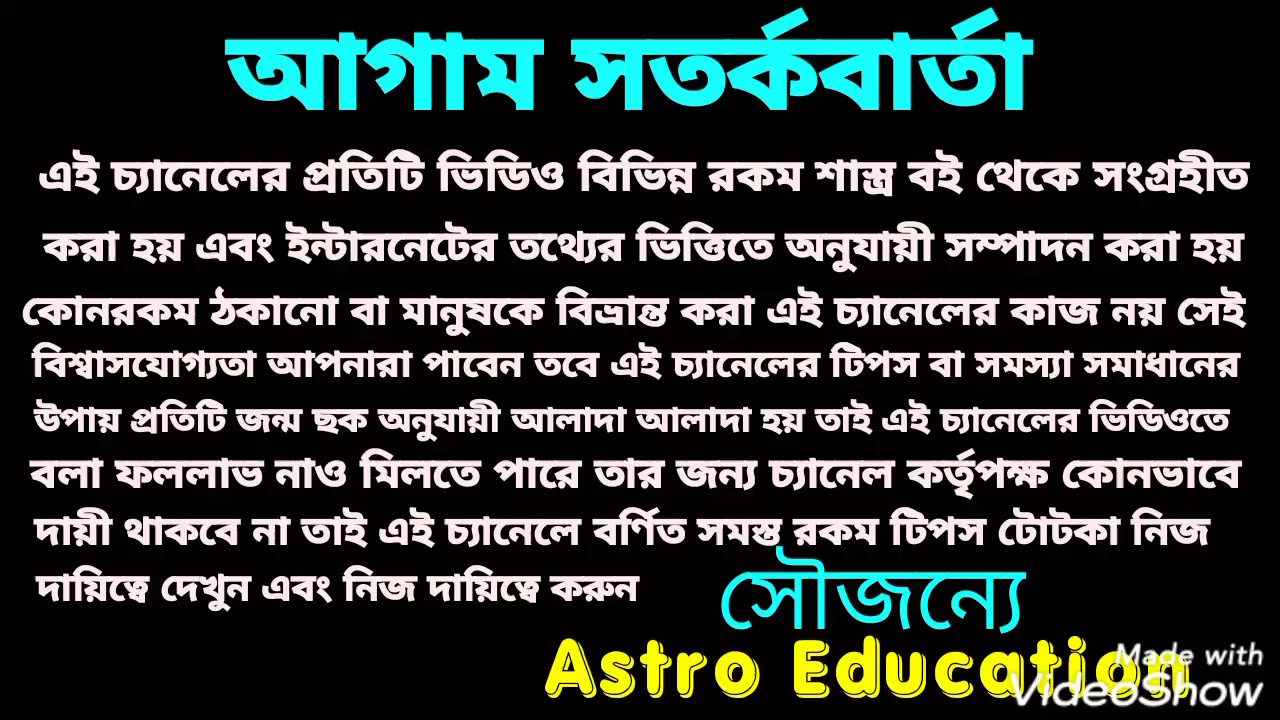 আগাম সতর্কবার্তা
এই চ্যানেলের প্রতিটি ভিডিও বিভিন্ন রকম শাস্ত্র বই থেকে সংগ্রহীত
করা হয় এবং ইন্টারনেটের তথ্যের ভিত্তিতে অনুযায়ী সম্পাদন করা হয়
কোনরকম ঠকানো বা মানুষকে বিভ্রান্ত করা এই চ্যানেলের কাজ নয় সেই
বিশ্বাসযোগ্যতা আপনারা পাবেন তবে এই চ্যানেলের টিপস বা সমস্যা সমাধানের
উপায় প্রতিটি জন্ম ছক অনুযায়ী আলাদা আলাদা হয় তাই এই চ্যানেলের ভিডিওতে
বলা ফললাভ নাও মিলতে পারে তার জন্য চ্যানেল কর্তৃপক্ষ কোনভাবে
দায়ী থাকবে না তাই এই চ্যানেলে বর্ণিত সমস্ত রকম টিপস টোটকা নিজ
দায়িত্বে দেখুন এবং নিজ দায়িত্বে করুন
সৌজন্যে
Astro Education
Made with
VideoShow